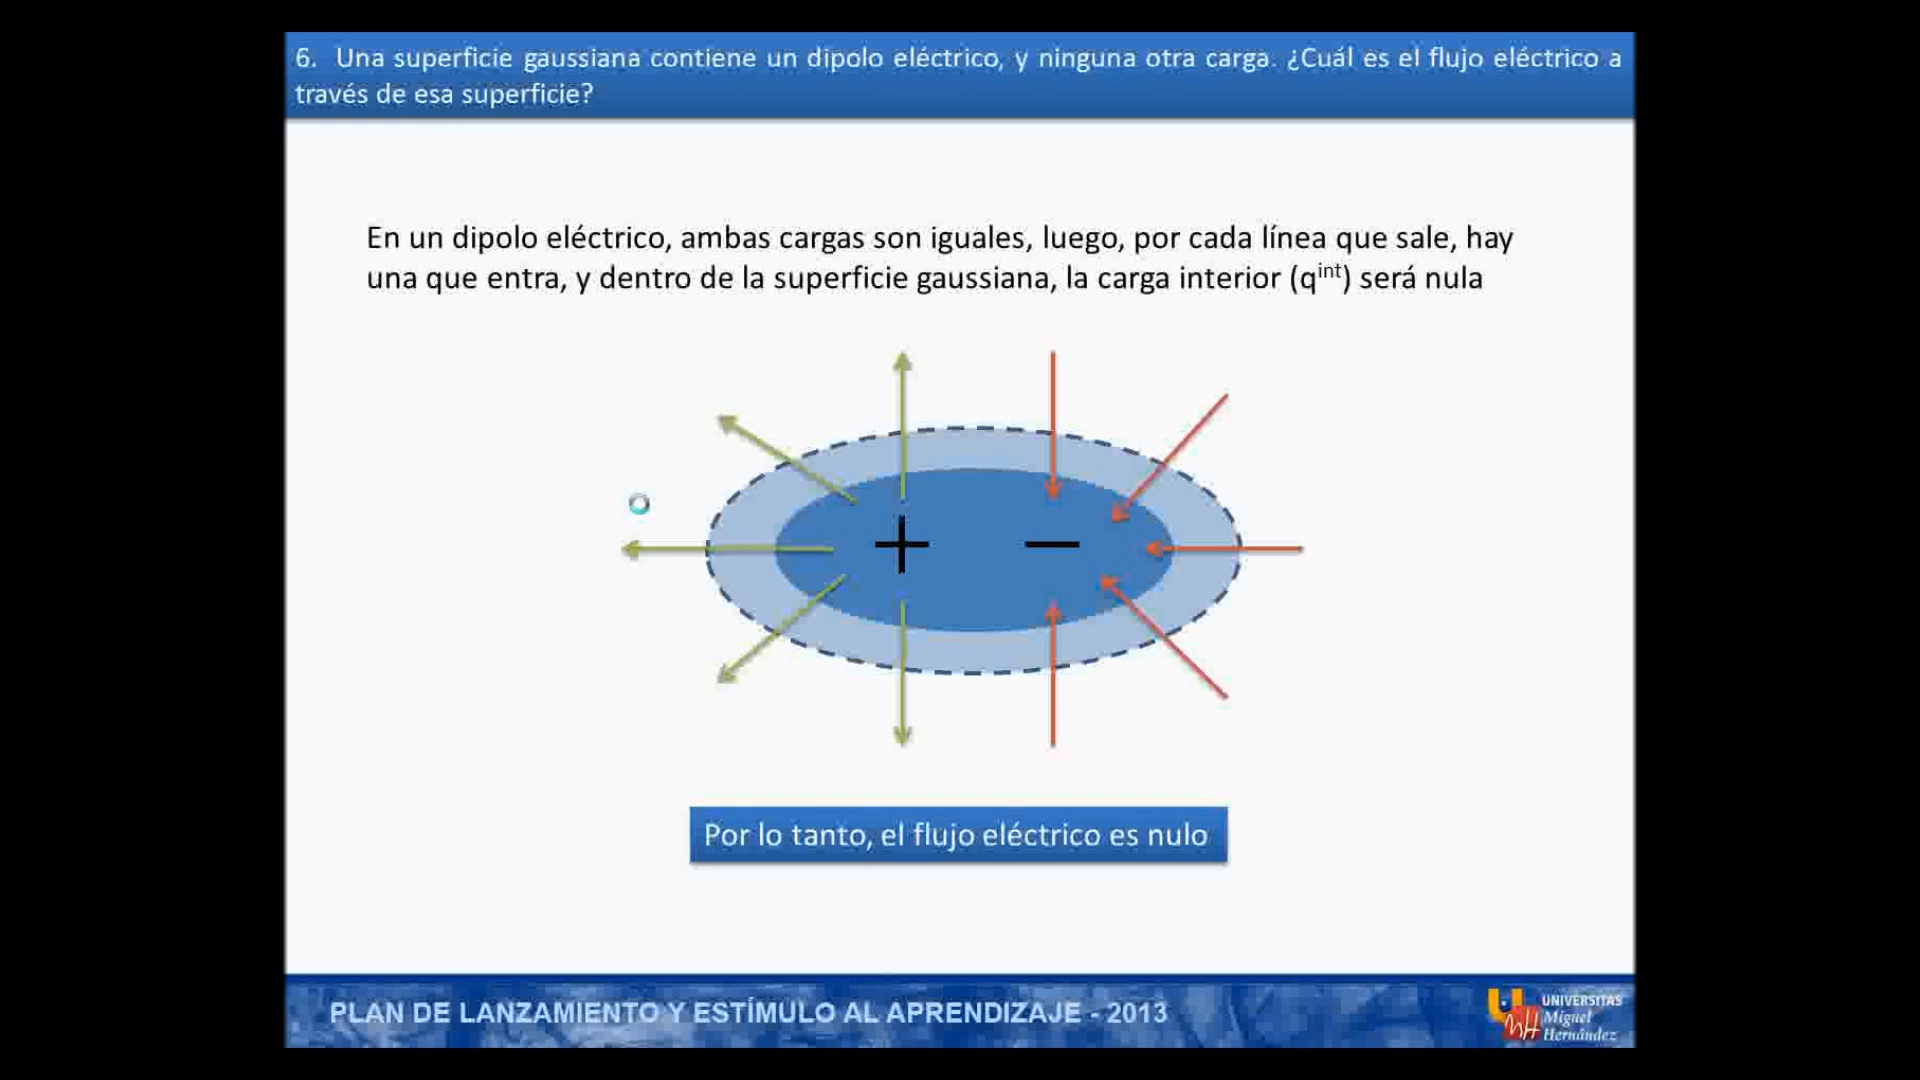 6. Una superficie gaussiana contiene un dipolo eléctrico, y ninguna otra carga. ¿Cuál es el flujo eléctrico a
través de esa superficie?
En un dipolo eléctrico, ambas cargas son iguales, luego, por cada línea que sale, hay
una que entra, y dentro de la superficie gaussiana, la carga interior (q^int) será nula
+ −
Por lo tanto, el flujo eléctrico es nulo
PLAN DE LANZAMIENTO Y ESTÍMULO AL APRENDIZAJE - 2013
UNIVERSITAS
Miguel
Hernández